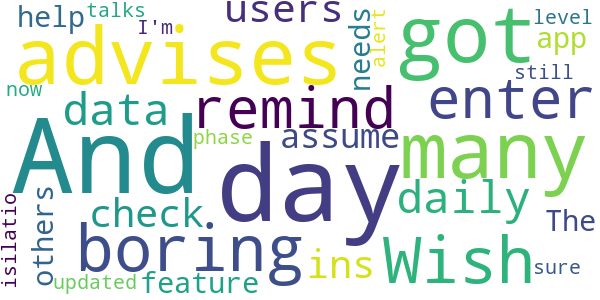 help
talks
I'm
users
needs
alert
got
level
app
still
advises
now
data
remind
enter
And
phase
assume
many
day
daily
The
check
others
isilatio
boring
ins
Wish
sure
updated
feature